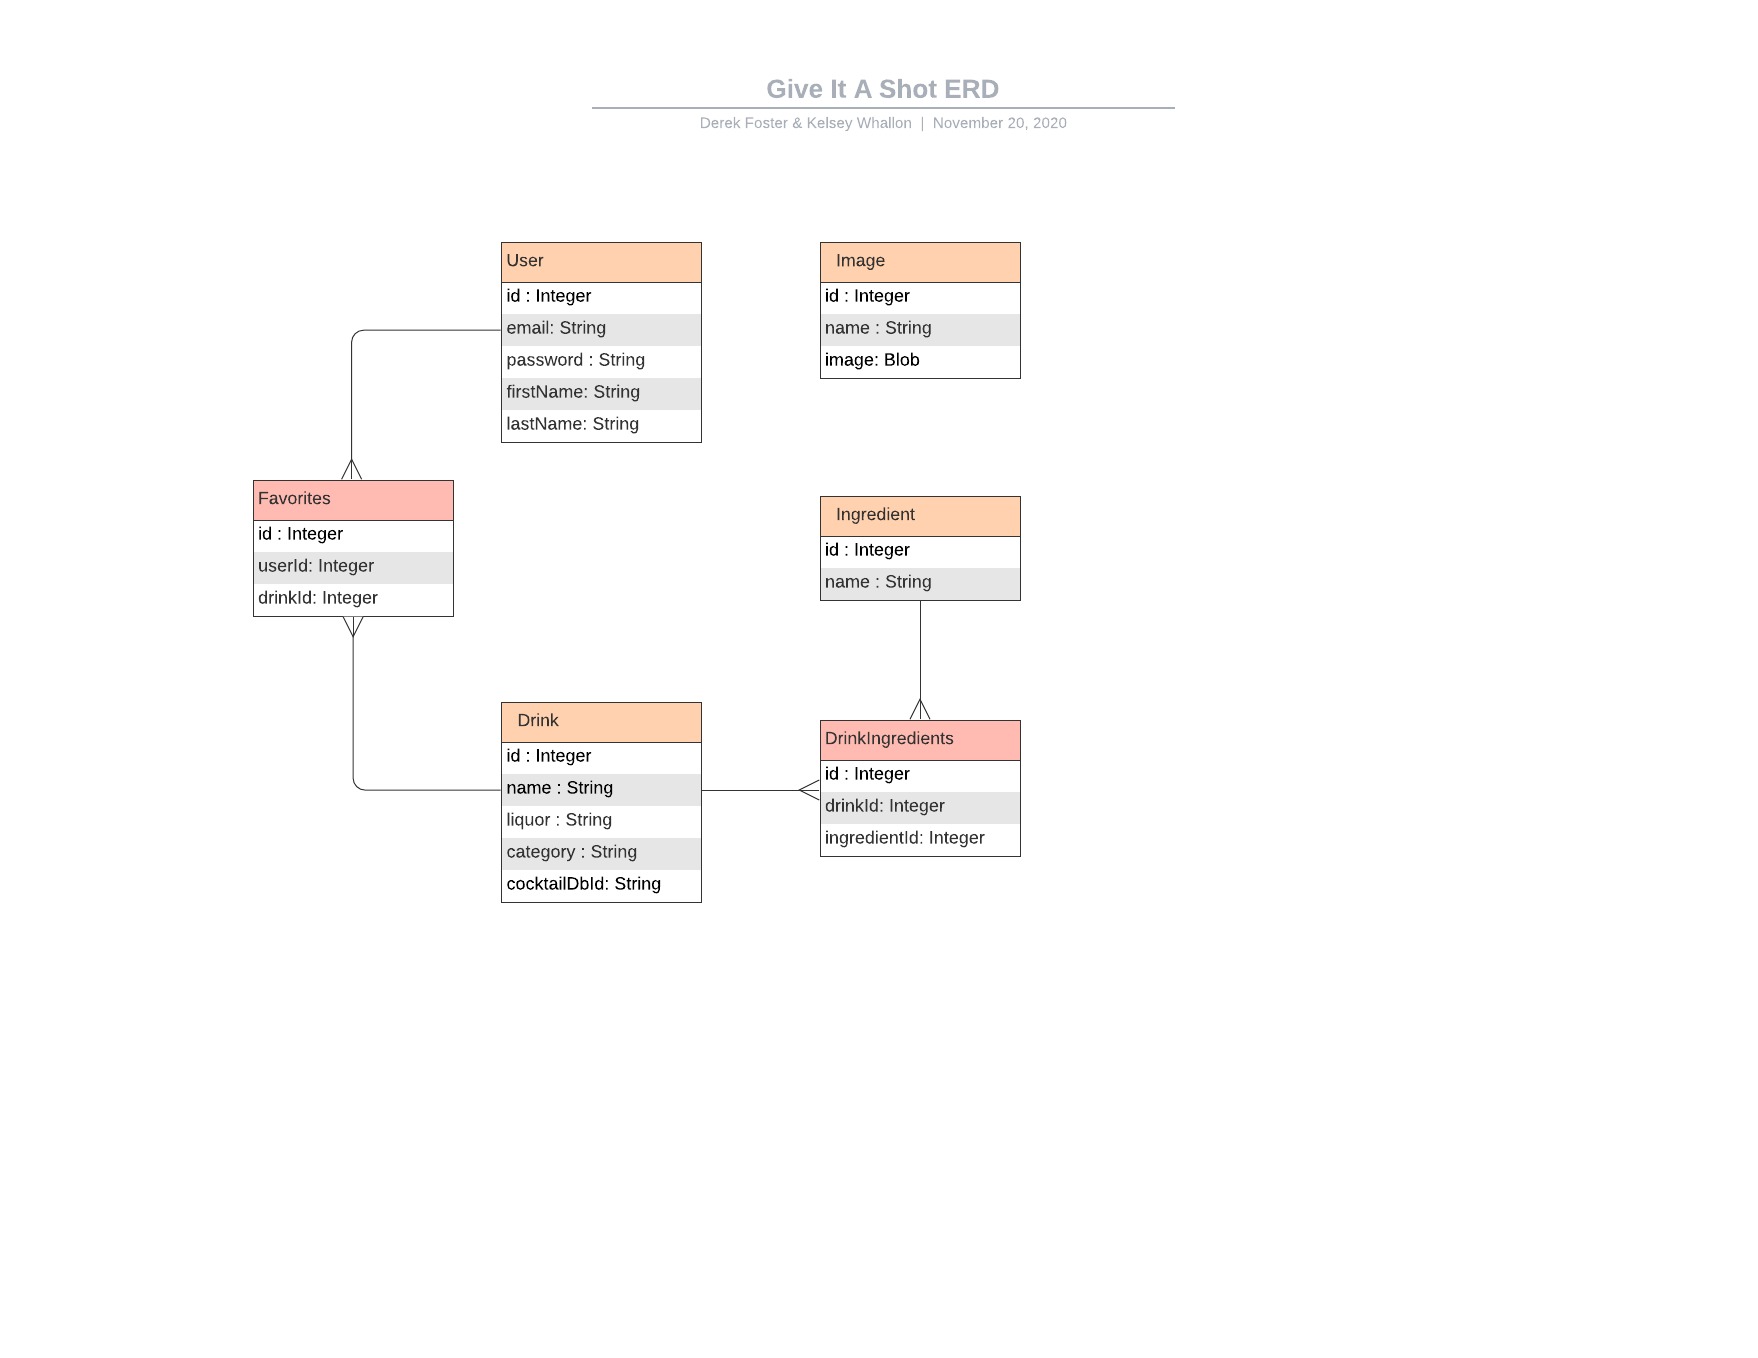 Give It A Shot ERD
Derek Foster & Kelsey Whallon | November 20, 2020
User
id : Integer
email: String
password : String
firstName: String
lastName: String
Image
id : Integer
name : String
image: Blob
Favorites
id : Integer
userId: Integer
drinkId: Integer
Ingredient
id : Integer
name : String
Drink
id : Integer
name : String
liquor : String
category : String
cocktailDbId: String
DrinkIngredients
id : Integer
drinkId: Integer
ingredientId: Integer